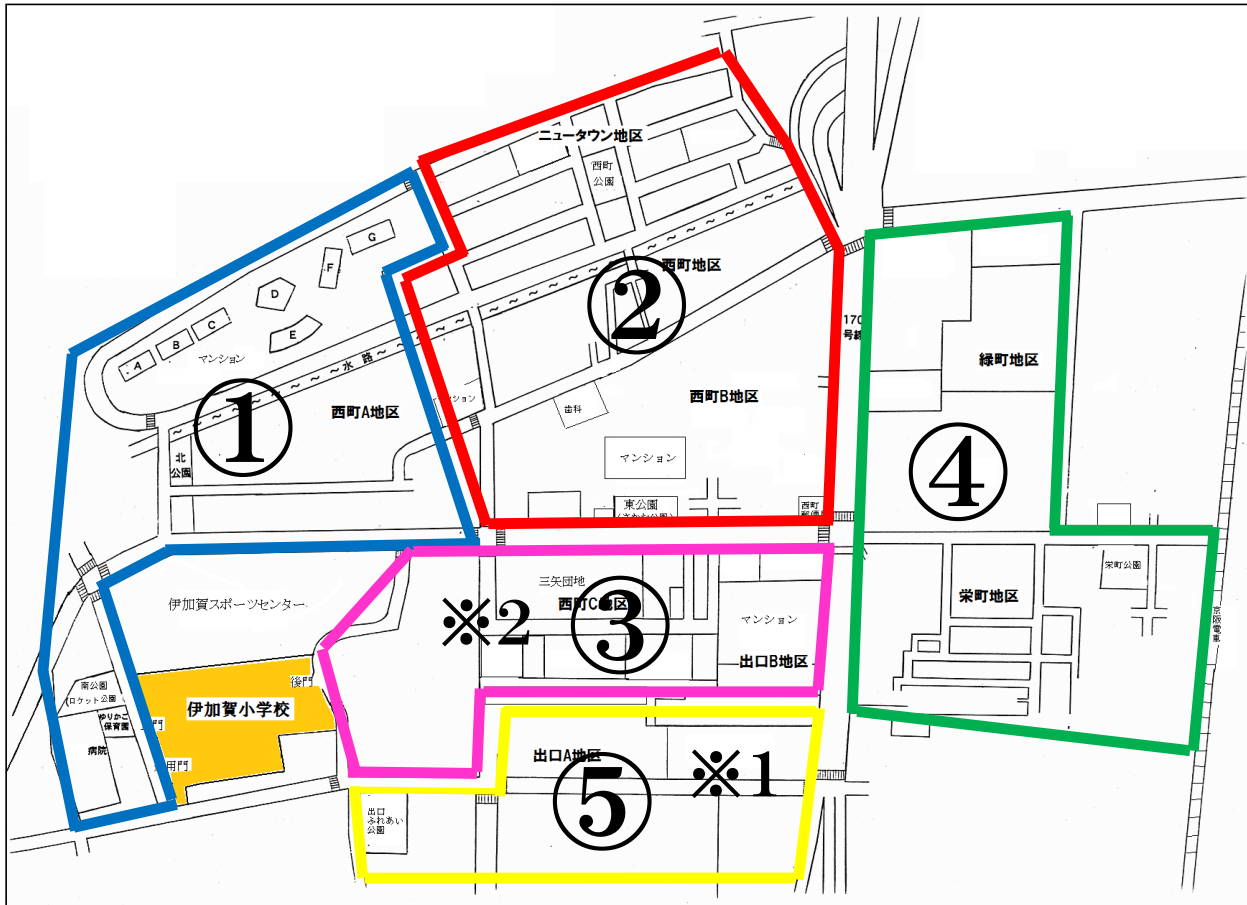 ニュータウン地区
西町
公園
G
F
D
C
B
A
E
マンション
水路
西町A地区
①
北
公園
②
西町地区
歯科
西町B地区
マンション
東公園
170
号線
緑町地区
④
西町
栄町公園
栄町地区
京阪電車
伊加賀スポーツセンター
三矢団地
西町C地区
※2
③
マンション
出口B地区
後門
伊加賀小学校
南公園
(ロケット公園
ゆりかご
保育園
病院
門
用門
出口A地区
※1
⑤
出口
ふれあい
公園